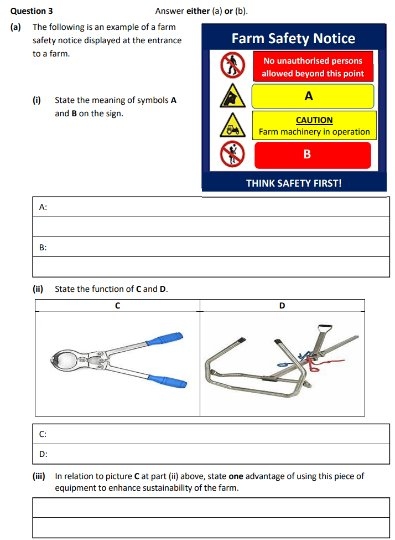 Question 3
Answer either (a) or (b).
(a) The following is an example of a farm
safety notice displayed at the entrance
to a farm.
(i) State the meaning of symbols A
and B on the sign.
Farm Safety Notice
No unauthorised persons
allowed beyond this point
A
CAUTION
Farm machinery in operation
B
THINK SAFETY FIRST!
A:
B:
(ii) State the function of C and D.
C
D
C:
D:
(iii) In relation to picture C at part (ii) above, state one advantage of using this piece of
equipment to enhance sustainability of the farm.